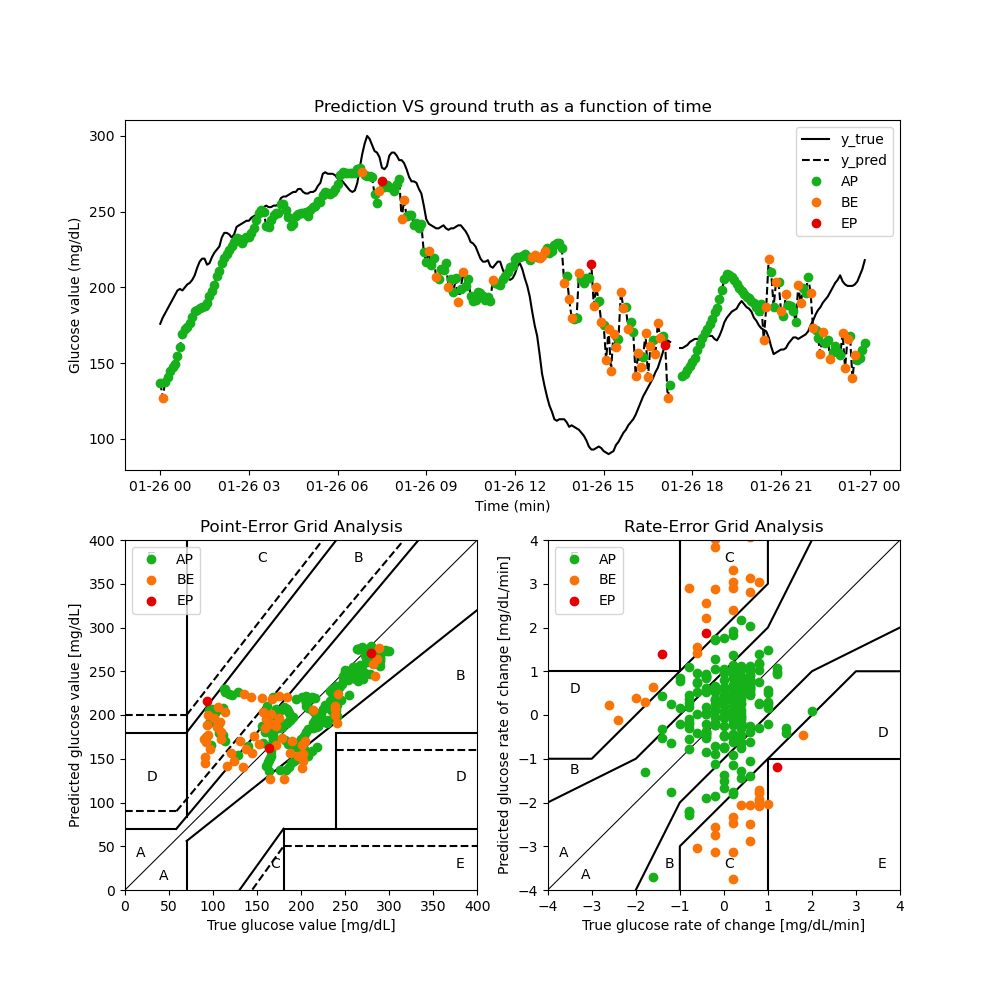 Prediction VS ground truth as a function of time
Glucose value (mg/dL)
300
250
200
150
100
y_true
y_pred
AP
BE
EP
01-26 00 01-26 03 01-26 06 01-26 09 01-26 12 01-26 15 01-26 18 01-26 21 01-27 00
Time (min)
Point-Error Grid Analysis
Predicted glucose value [mg/dL]
400
350
300
250
200
150
100
50
0
AP
BE
EP
C
B
B
D
D
A
A
C
E
0 50 100 150 200 250 300 350 400
True glucose value [mg/dL]
Rate-Error Grid Analysis
Predicted glucose rate of change [mg/dL/min]
4
3
2
1
0
−1
−2
−3
−4
AP
BE
EP
C
D
D
B
A
A
B
C
E
−4 −3 −2 −1 0 1 2 3 4
True glucose rate of change [mg/dL/min]